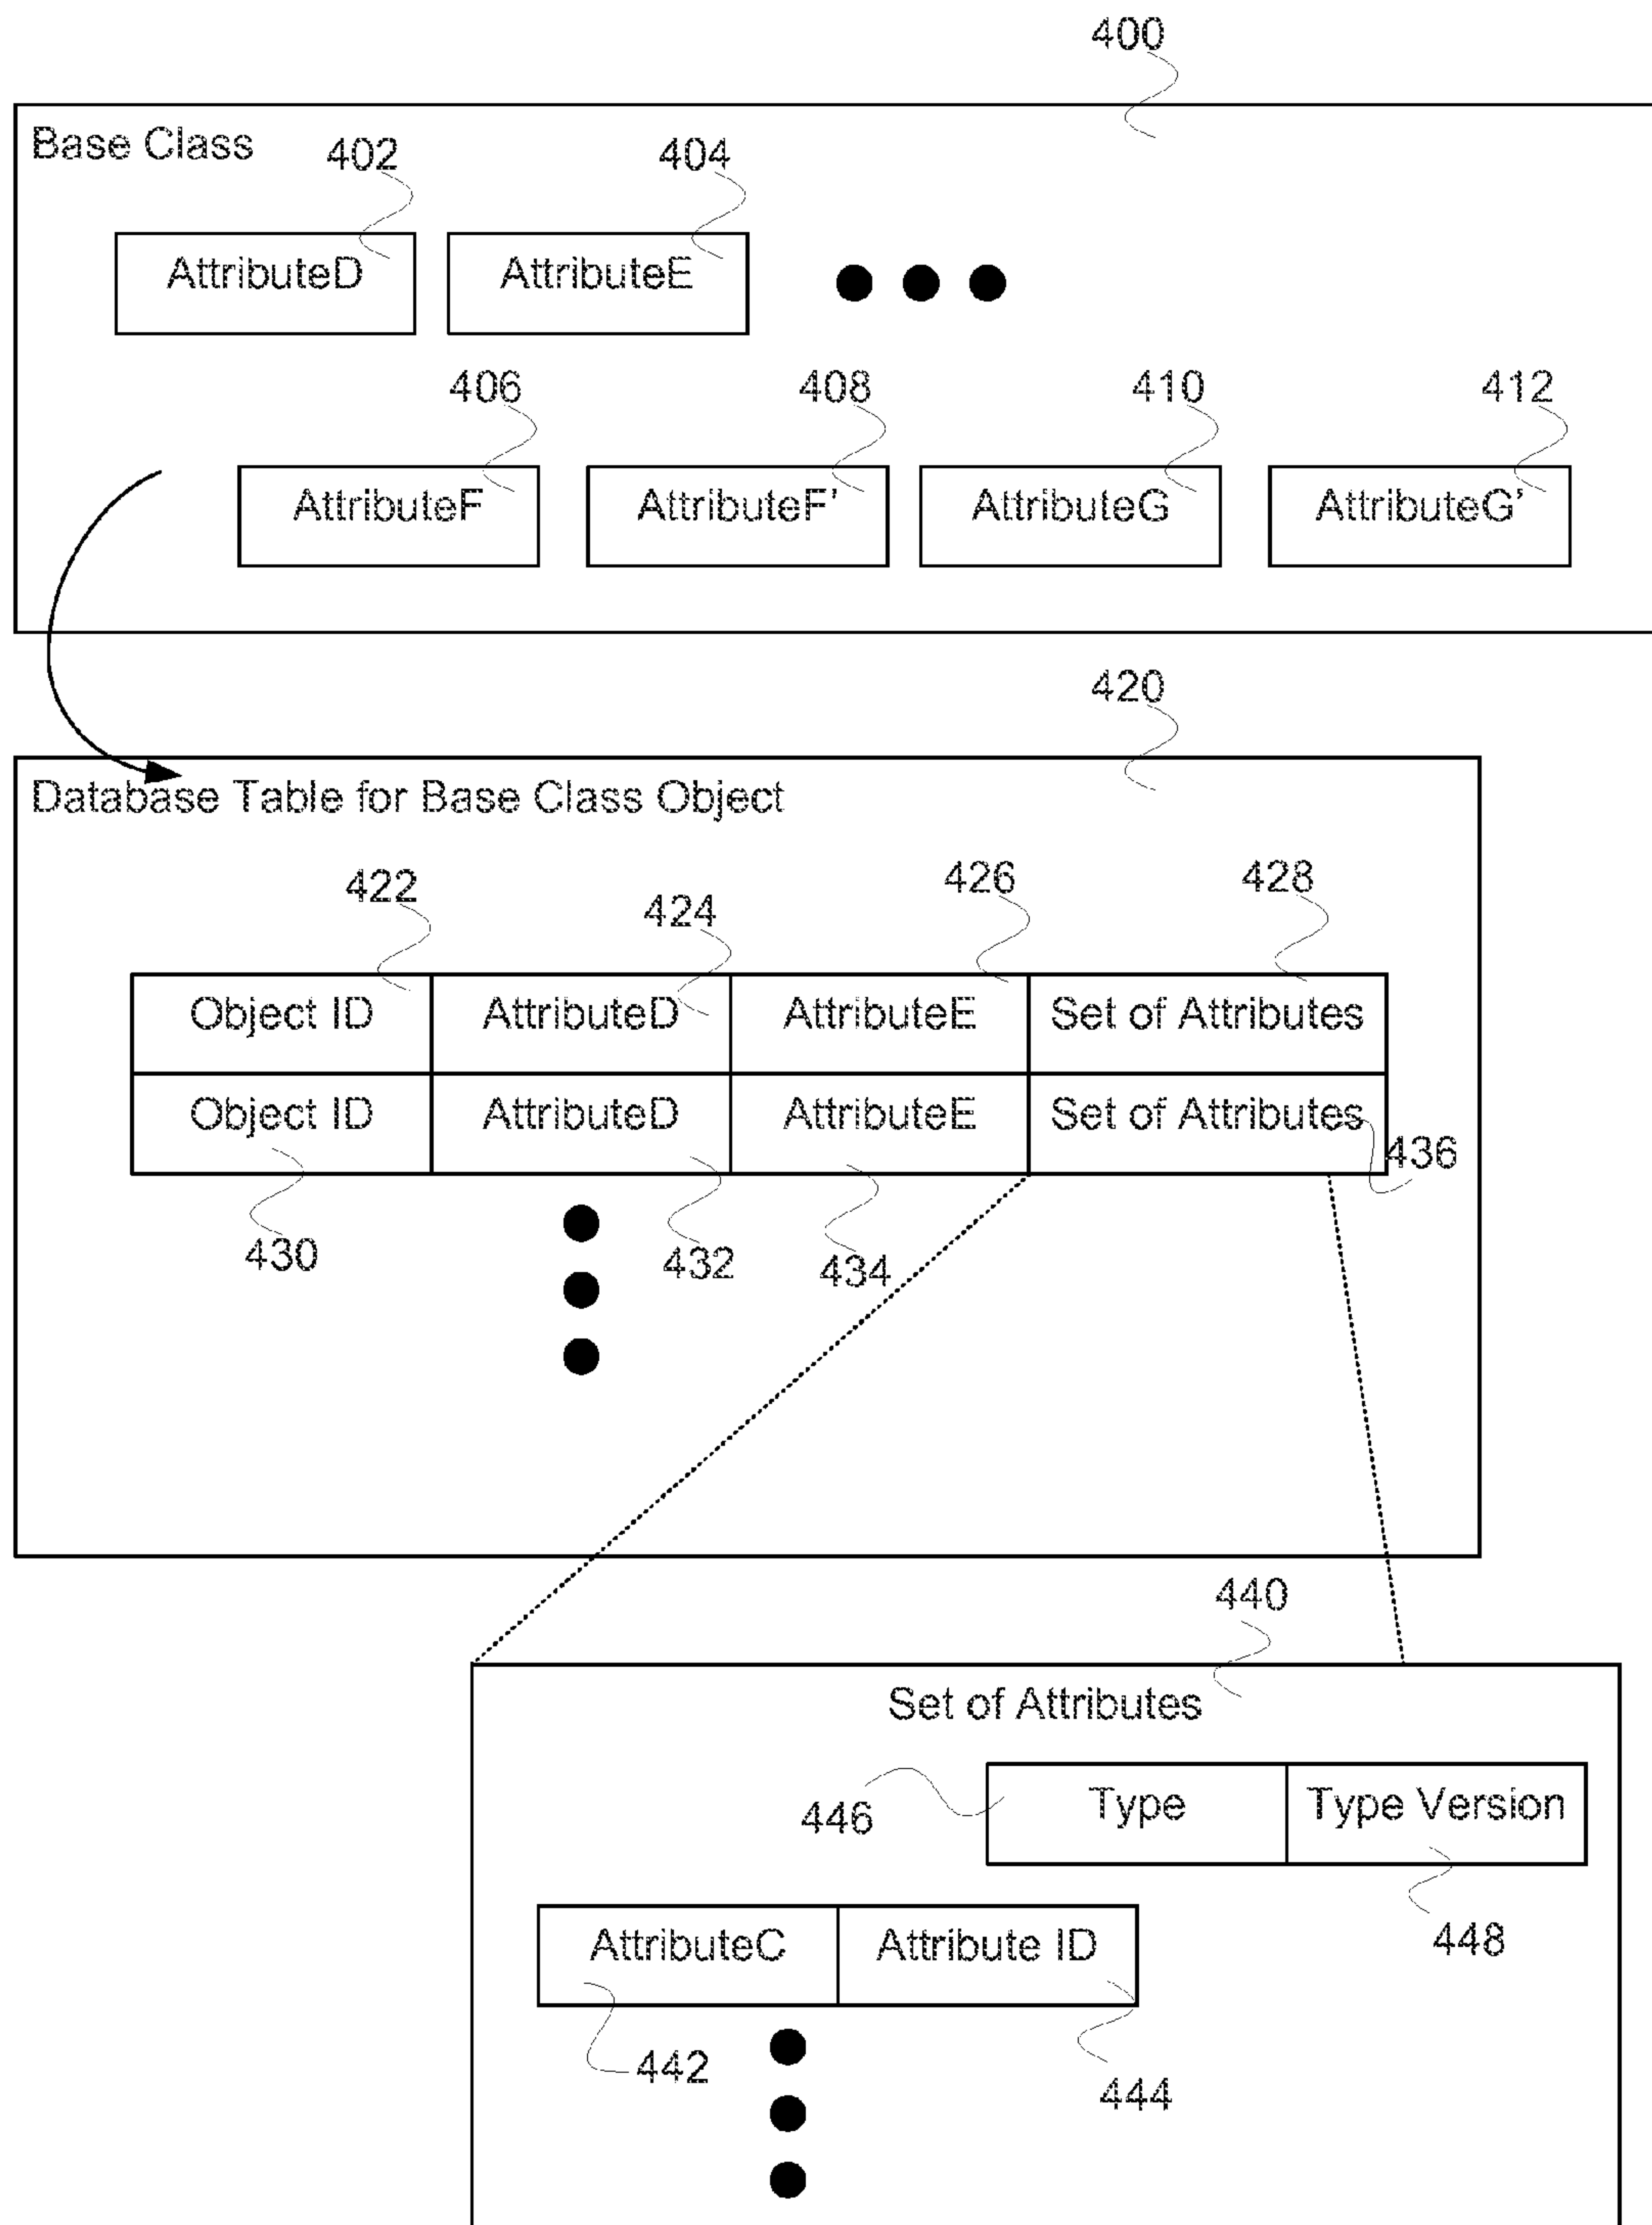 400
Base Class
402
404
AttributeD
AttributeE
406
408
410
412
AttributeF
AttributeF’
AttributeG
AttributeG’
420
Database Table for Base Class Object
422
424
426
428
Object ID
AttributeD
AttributeE
Set of Attributes
Object ID
AttributeD
AttributeE
Set of Attributes
436
430
432
434
440
Set of Attributes
446
Type
Type Version
448
AttributeC
Attribute ID
442
444